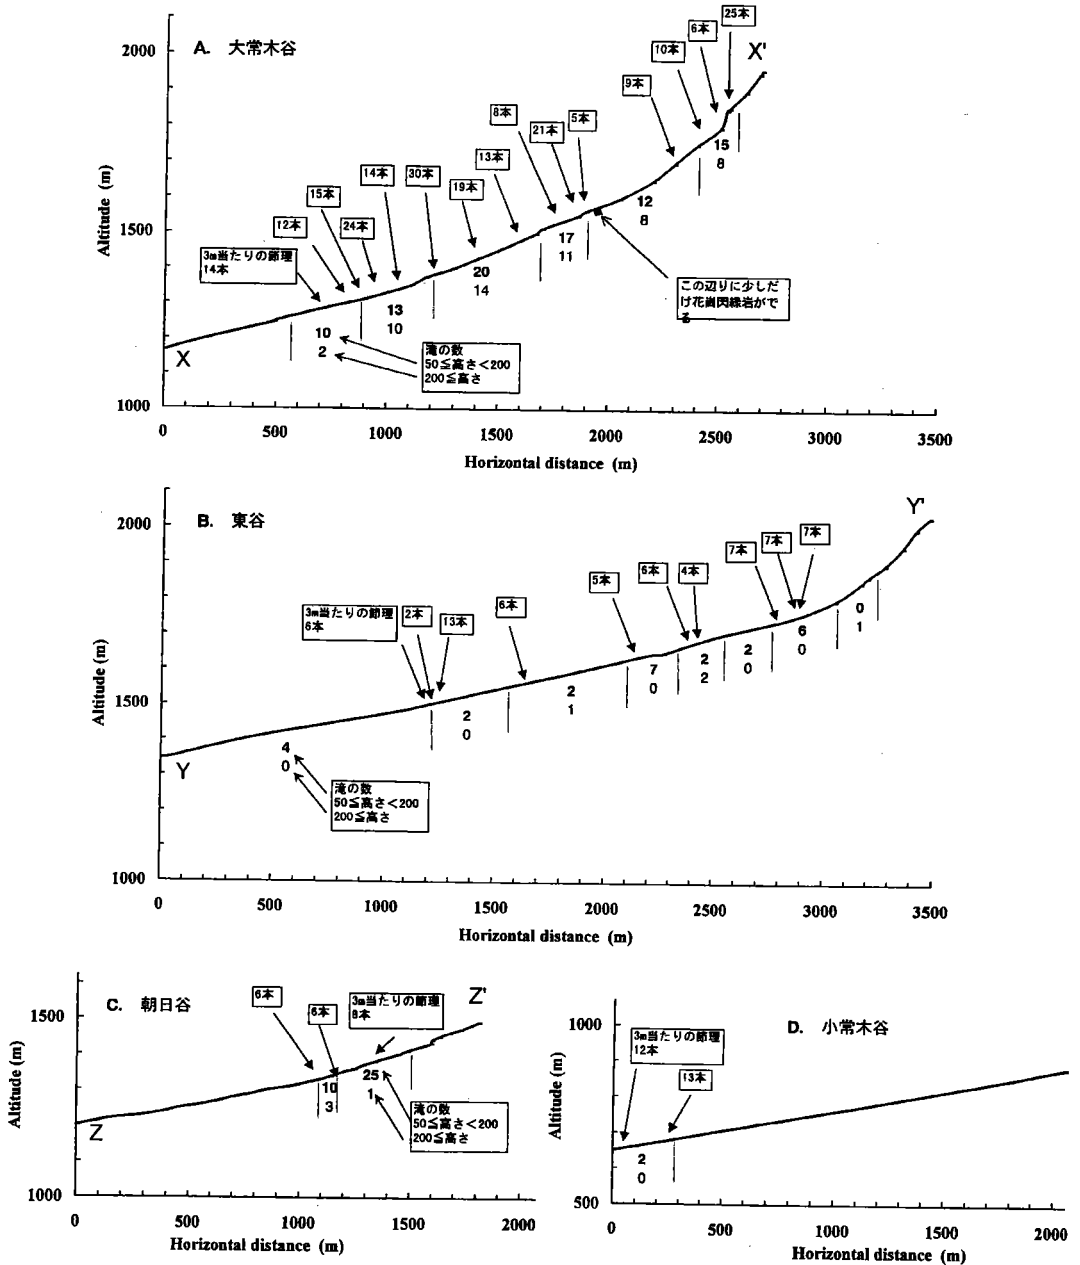 A. 大常木谷
X'
25本
6本
10本
9本
5本
21本
8本
13本
19本
30本
14本
24本
15本
12本
3m当たりの節理
14本
15
8
12
8
17
11
20
14
13
10
10
2
この辺りに少しだ
け花崗閃緑岩がで
る
滝の数
50≦高さ<200
200≦高さ
X
Altitude (m)
2000
1500
1000
0 500 1000 1500 2000 2500 3000 3500
Horizontal distance (m)
B. 東谷
Y'
7本
7本
7本
4本
6本
5本
6本
13本
2本
3m当たりの節理
6本
0
1
6
0
2
0
2
2
7
0
2
1
2
0
4
0
滝の数
50≦高さ<200
200≦高さ
Y
Altitude (m)
2000
1500
1000
0 500 1000 1500 2000 2500 3000 3500
Horizontal distance (m)
C. 朝日谷
Z'
6本
6本
3m当たりの節理
8本
10
3
25
1
滝の数
50≦高さ<200
200≦高さ
Z
Altitude (m)
1500
1000
0 500 1000 1500 2000
Horizontal distance (m)
D. 小常木谷
3m当たりの節理
12本
13本
2
0
Altitude (m)
1000
500
0 500 1000 1500 2000
Horizontal distance (m)